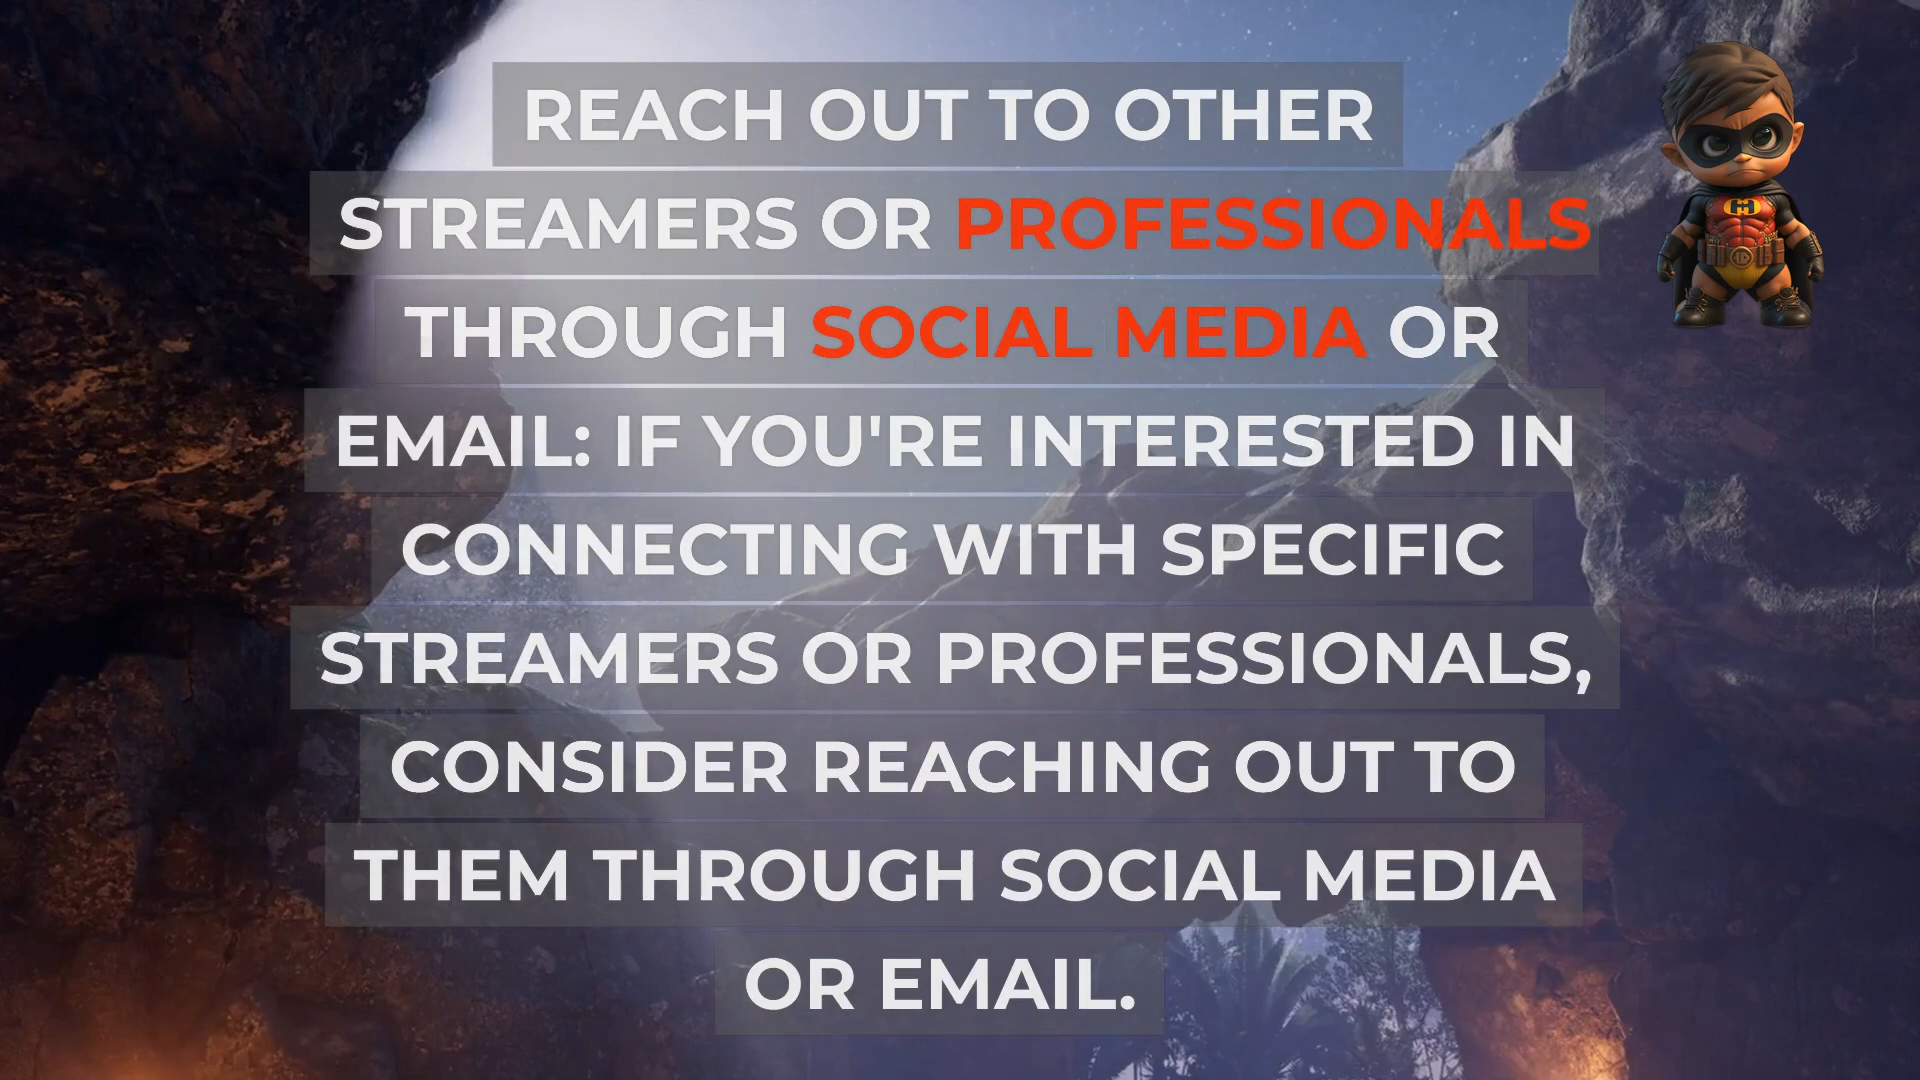 REACH OUT TO OTHER
STREAMERS OR PROFESSIONALS
THROUGH SOCIAL MEDIA OR
EMAIL: IF YOU'RE INTERESTED IN
CONNECTING WITH SPECIFIC
STREAMERS OR PROFESSIONALS,
CONSIDER REACHING OUT TO
THEM THROUGH SOCIAL MEDIA
OR EMAIL.